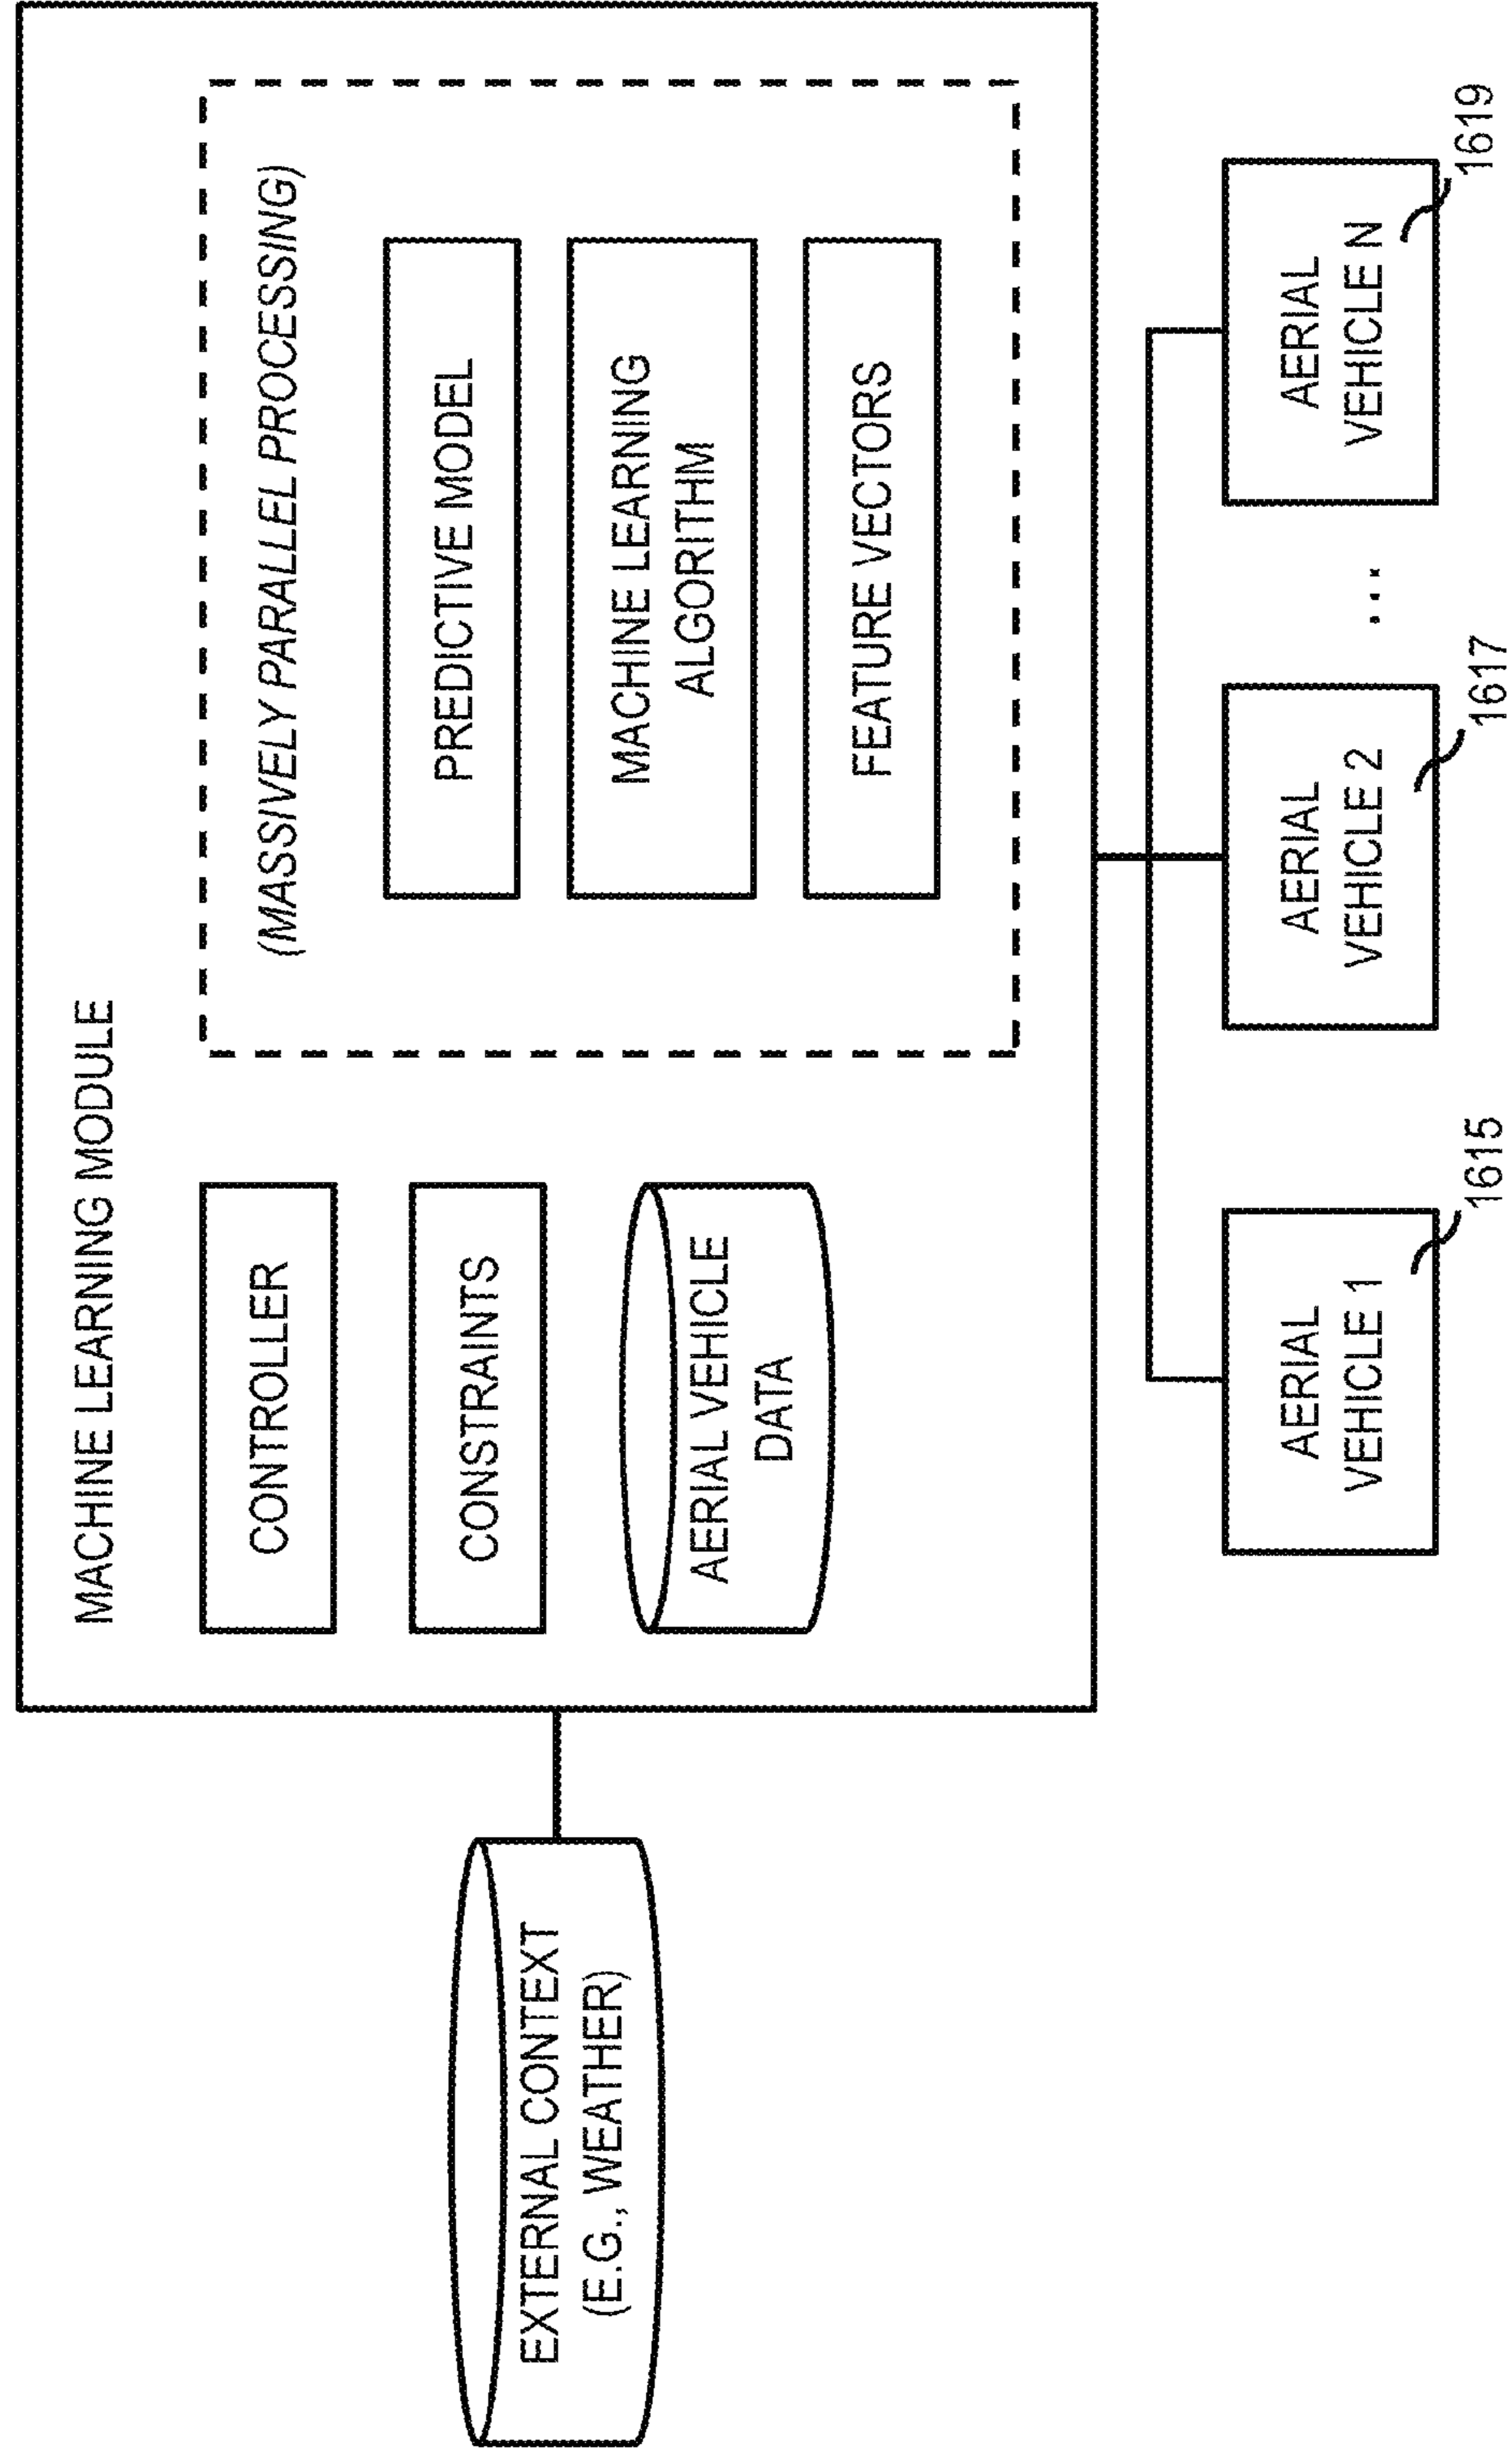 MACHINE LEARNING MODULE
CONTROLLER
CONSTRAINTS
AERIAL VEHICLE
DATA
(MASSIVELY PARALLEL PROCESSING)
PREDICTIVE MODEL
MACHINE LEARNING
ALGORITHM
FEATURE VECTORS
EXTERNAL CONTEXT
(E.G., WEATHER)
AERIAL
VEHICLE 1
1615
AERIAL
VEHICLE 2
1617
...
AERIAL
VEHICLE N
1619